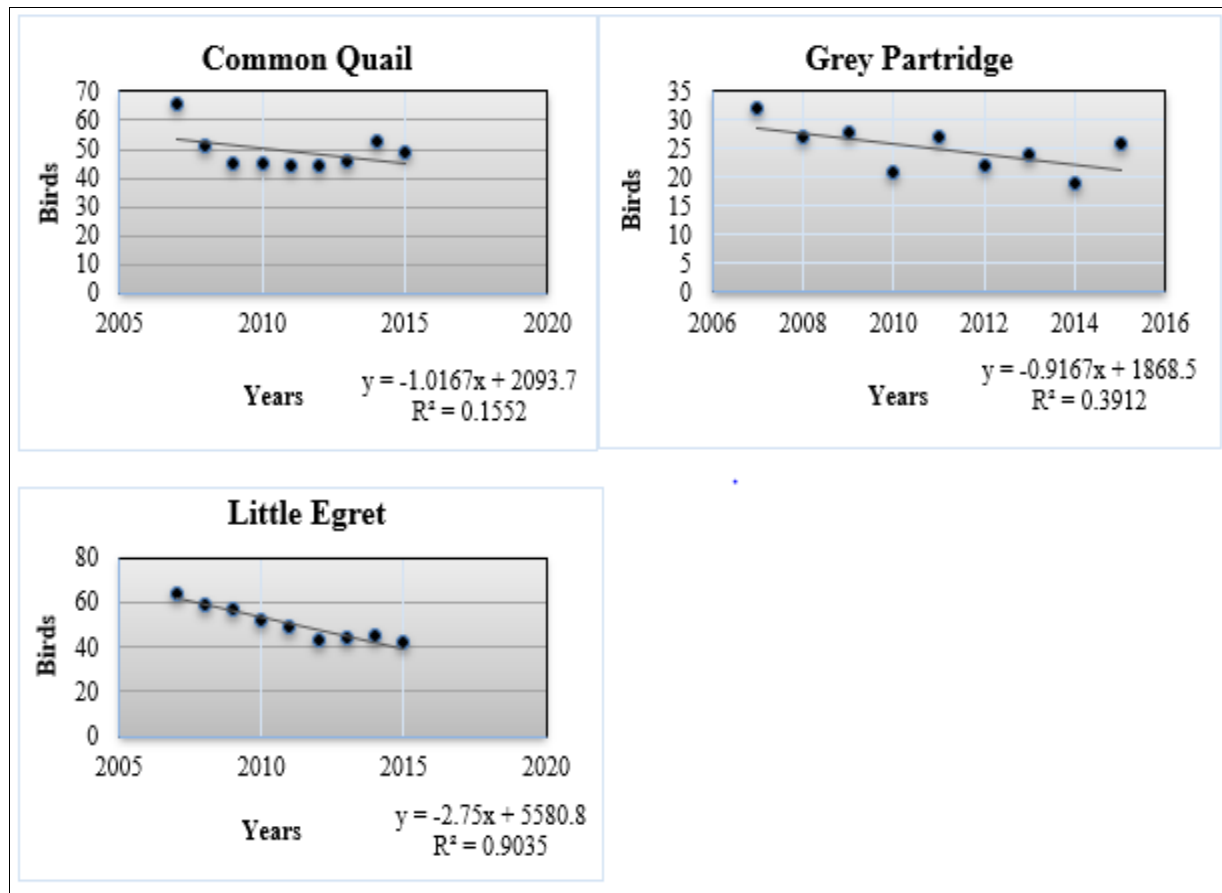 Common Quail
70
60
50
40
30
20
10
0
Birds
2005 2010 2015 2020
Years
y = -1.0167x + 2093.7
R² = 0.1552
Grey Partridge
35
30
25
20
15
10
5
0
Birds
2006 2008 2010 2012 2014 2016
Years
y = -0.9167x + 1868.5
R² = 0.3912
Little Egret
80
60
40
20
0
Birds
2005 2010 2015 2020
Years
y = -2.75x + 5580.8
R² = 0.9035